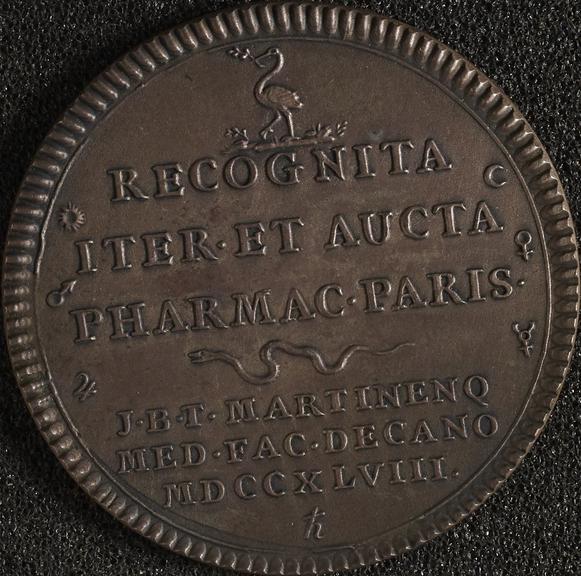 RECOGNITA
ITER·ET AUCTA
PHARMAC·PARIS·
J·B·T·MARTINENQ
MED·FAC·DECANO
MDCCXLVIII.